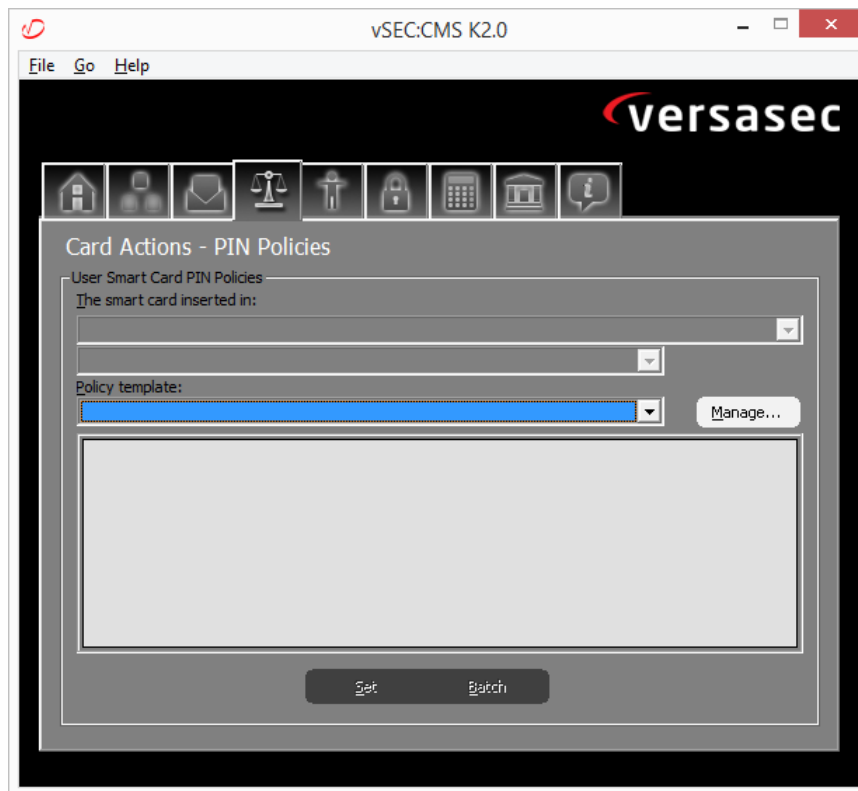 vSEC:CMS K2.0
File Go Help
versasec
Card Actions - PIN Policies
User Smart Card PIN Policies
The smart card inserted in:
Policy template:
Manage...
Set Batch